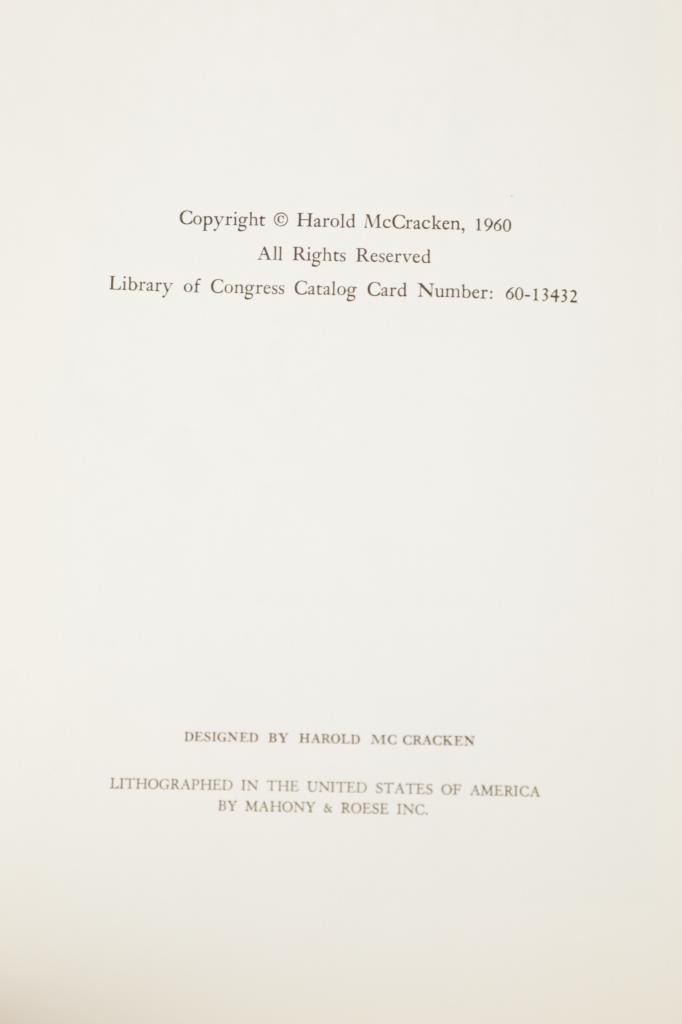 Copyright © Harold McCracken, 1960
All Rights Reserved
Library of Congress Catalog Card Number: 60-13432
DESIGNED BY HAROLD MC CRACKEN
LITHOGRAPHED IN THE UNITED STATES OF AMERICA
BY MAHONY & ROESE INC.